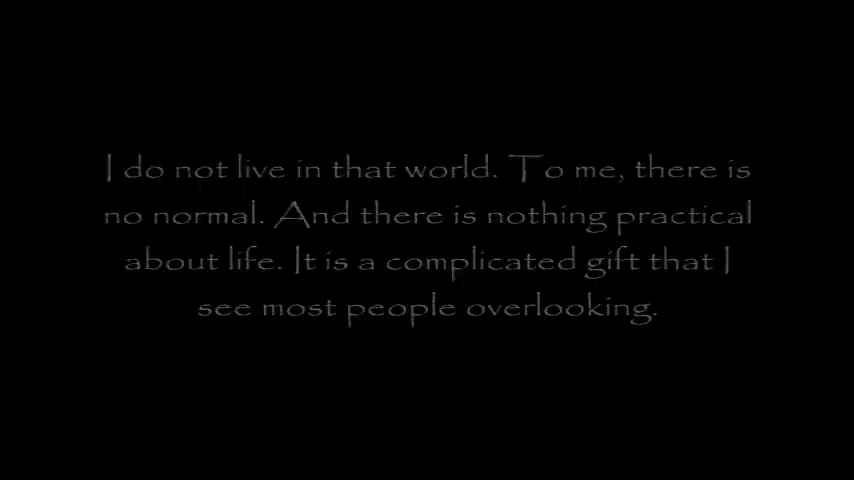 I do not live in that world. To me, there is
no normal. And there is nothing practical
about life. It is a complicated gift that I
see most people overlooking.